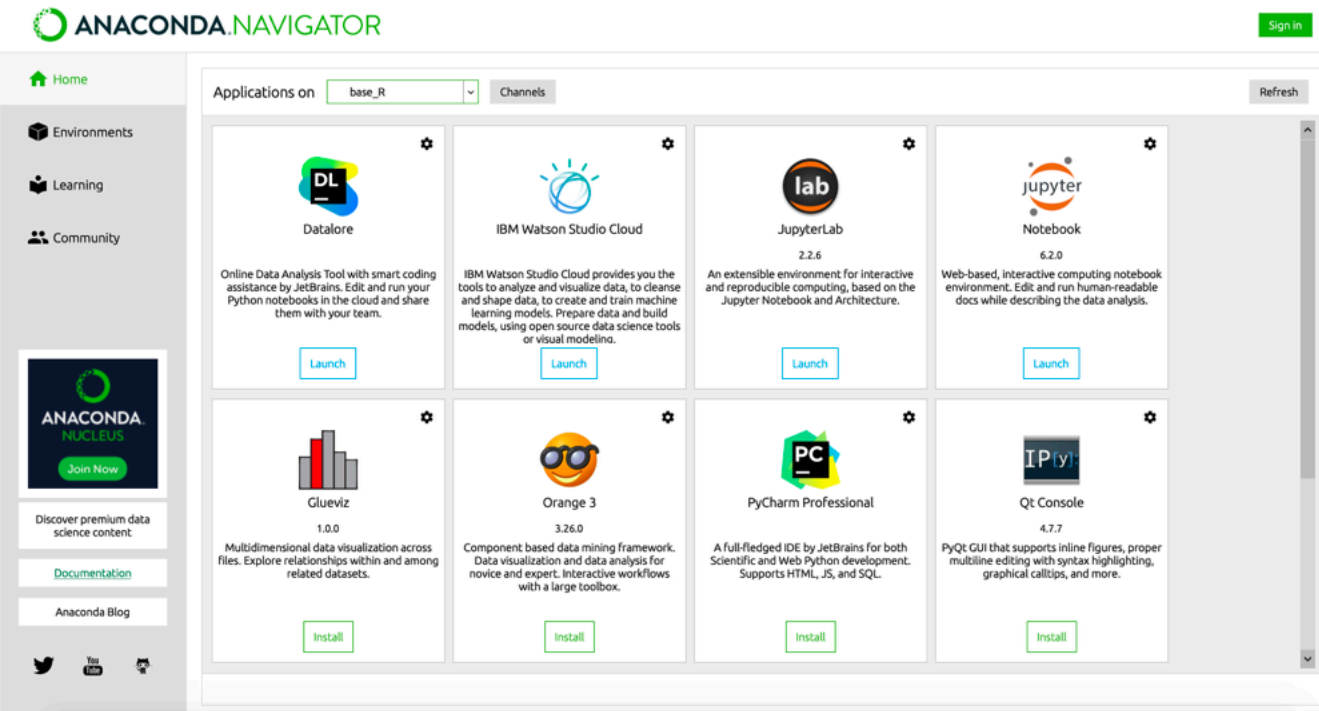 ANACONDA.NAVIGATOR
Sign in
Home
Environments
Learning
Community
ANACONDA.
NUCLEUS
Join Now
Discover premium data
science content
Documentation
Anaconda Blog
You
Tube
Applications on
base_R
Channels
Refresh
DL
Datalore
Online Data Analysis Tool with smart coding
assistance by JetBrains. Edit and run your
Python notebooks in the cloud and share
them with your team.
Launch
IBM Watson Studio Cloud
IBM Watson Studio Cloud provides you the
tools to analyze and visualize data, to cleanse
and shape data, to create and train machine
learning models. Prepare data and build
models, using open source data science tools
or visual modeling.
Launch
lab
JupyterLab
2.2.6
An extensible environment for interactive
and reproducible computing, based on the
Jupyter Notebook and Architecture.
Launch
jupyter
Notebook
6.2.0
Web-based, interactive computing notebook
environment. Edit and run human-readable
docs while describing the data analysis.
Launch
Glueviz
1.0.0
Multidimensional data visualization across
files. Explore relationships within and among
related datasets.
Install
Orange 3
3.26.0
Component based data mining framework.
Data visualization and data analysis for
novice and expert. Interactive workflows
with a large toolbox.
Install
PC
PyCharm Professional
A full-fledged IDE by JetBrains for both
Scientific and Web Python development.
Supports HTML, JS, and SQL.
Install
IP[y]:
Qt Console
4.7.7
PyQt GUI that supports inline figures, proper
multiline editing with syntax highlighting,
graphical calltips, and more.
Install